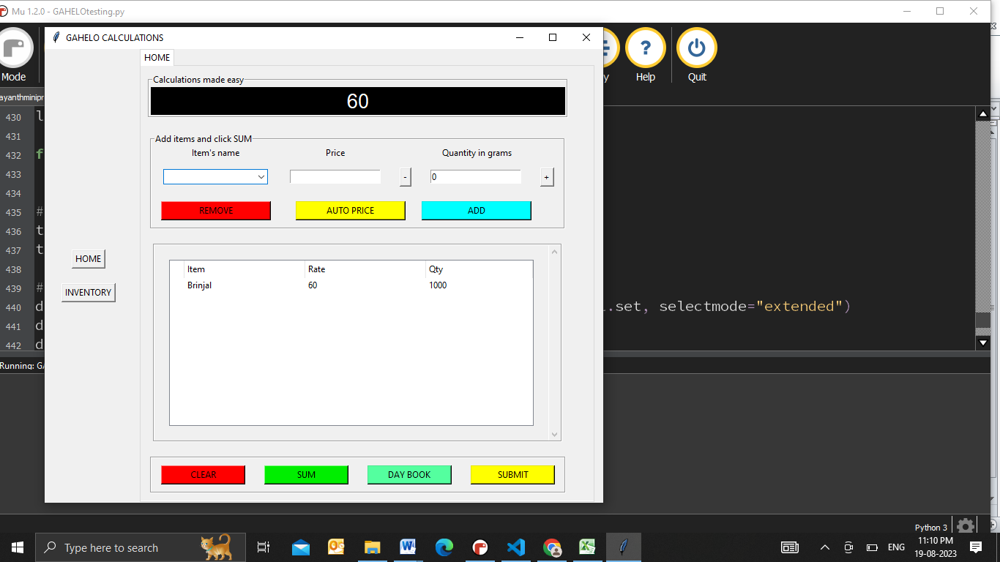 Mu 1.2.0 - GAHELOtesting.py
GAHELO CALCULATIONS
Mode
Help
Quit
HOME
Calculations made easy
60
Add items and click SUM
Item's name Price Quantity in grams
- 0 +
REMOVE AUTO PRICE ADD
HOME
INVENTORY
Item Rate Qty
Brinjal 60 1000
CLEAR SUM DAY BOOK SUBMIT
ayanthminipr
430 l
431
432 f
433
434
435 #
436 t
437 t
438
439 #
440 d .set, selectmode="extended")
441 d
442 d
Running: GA
Python 3
Type here to search
ENG
11:10 PM
19-08-2023